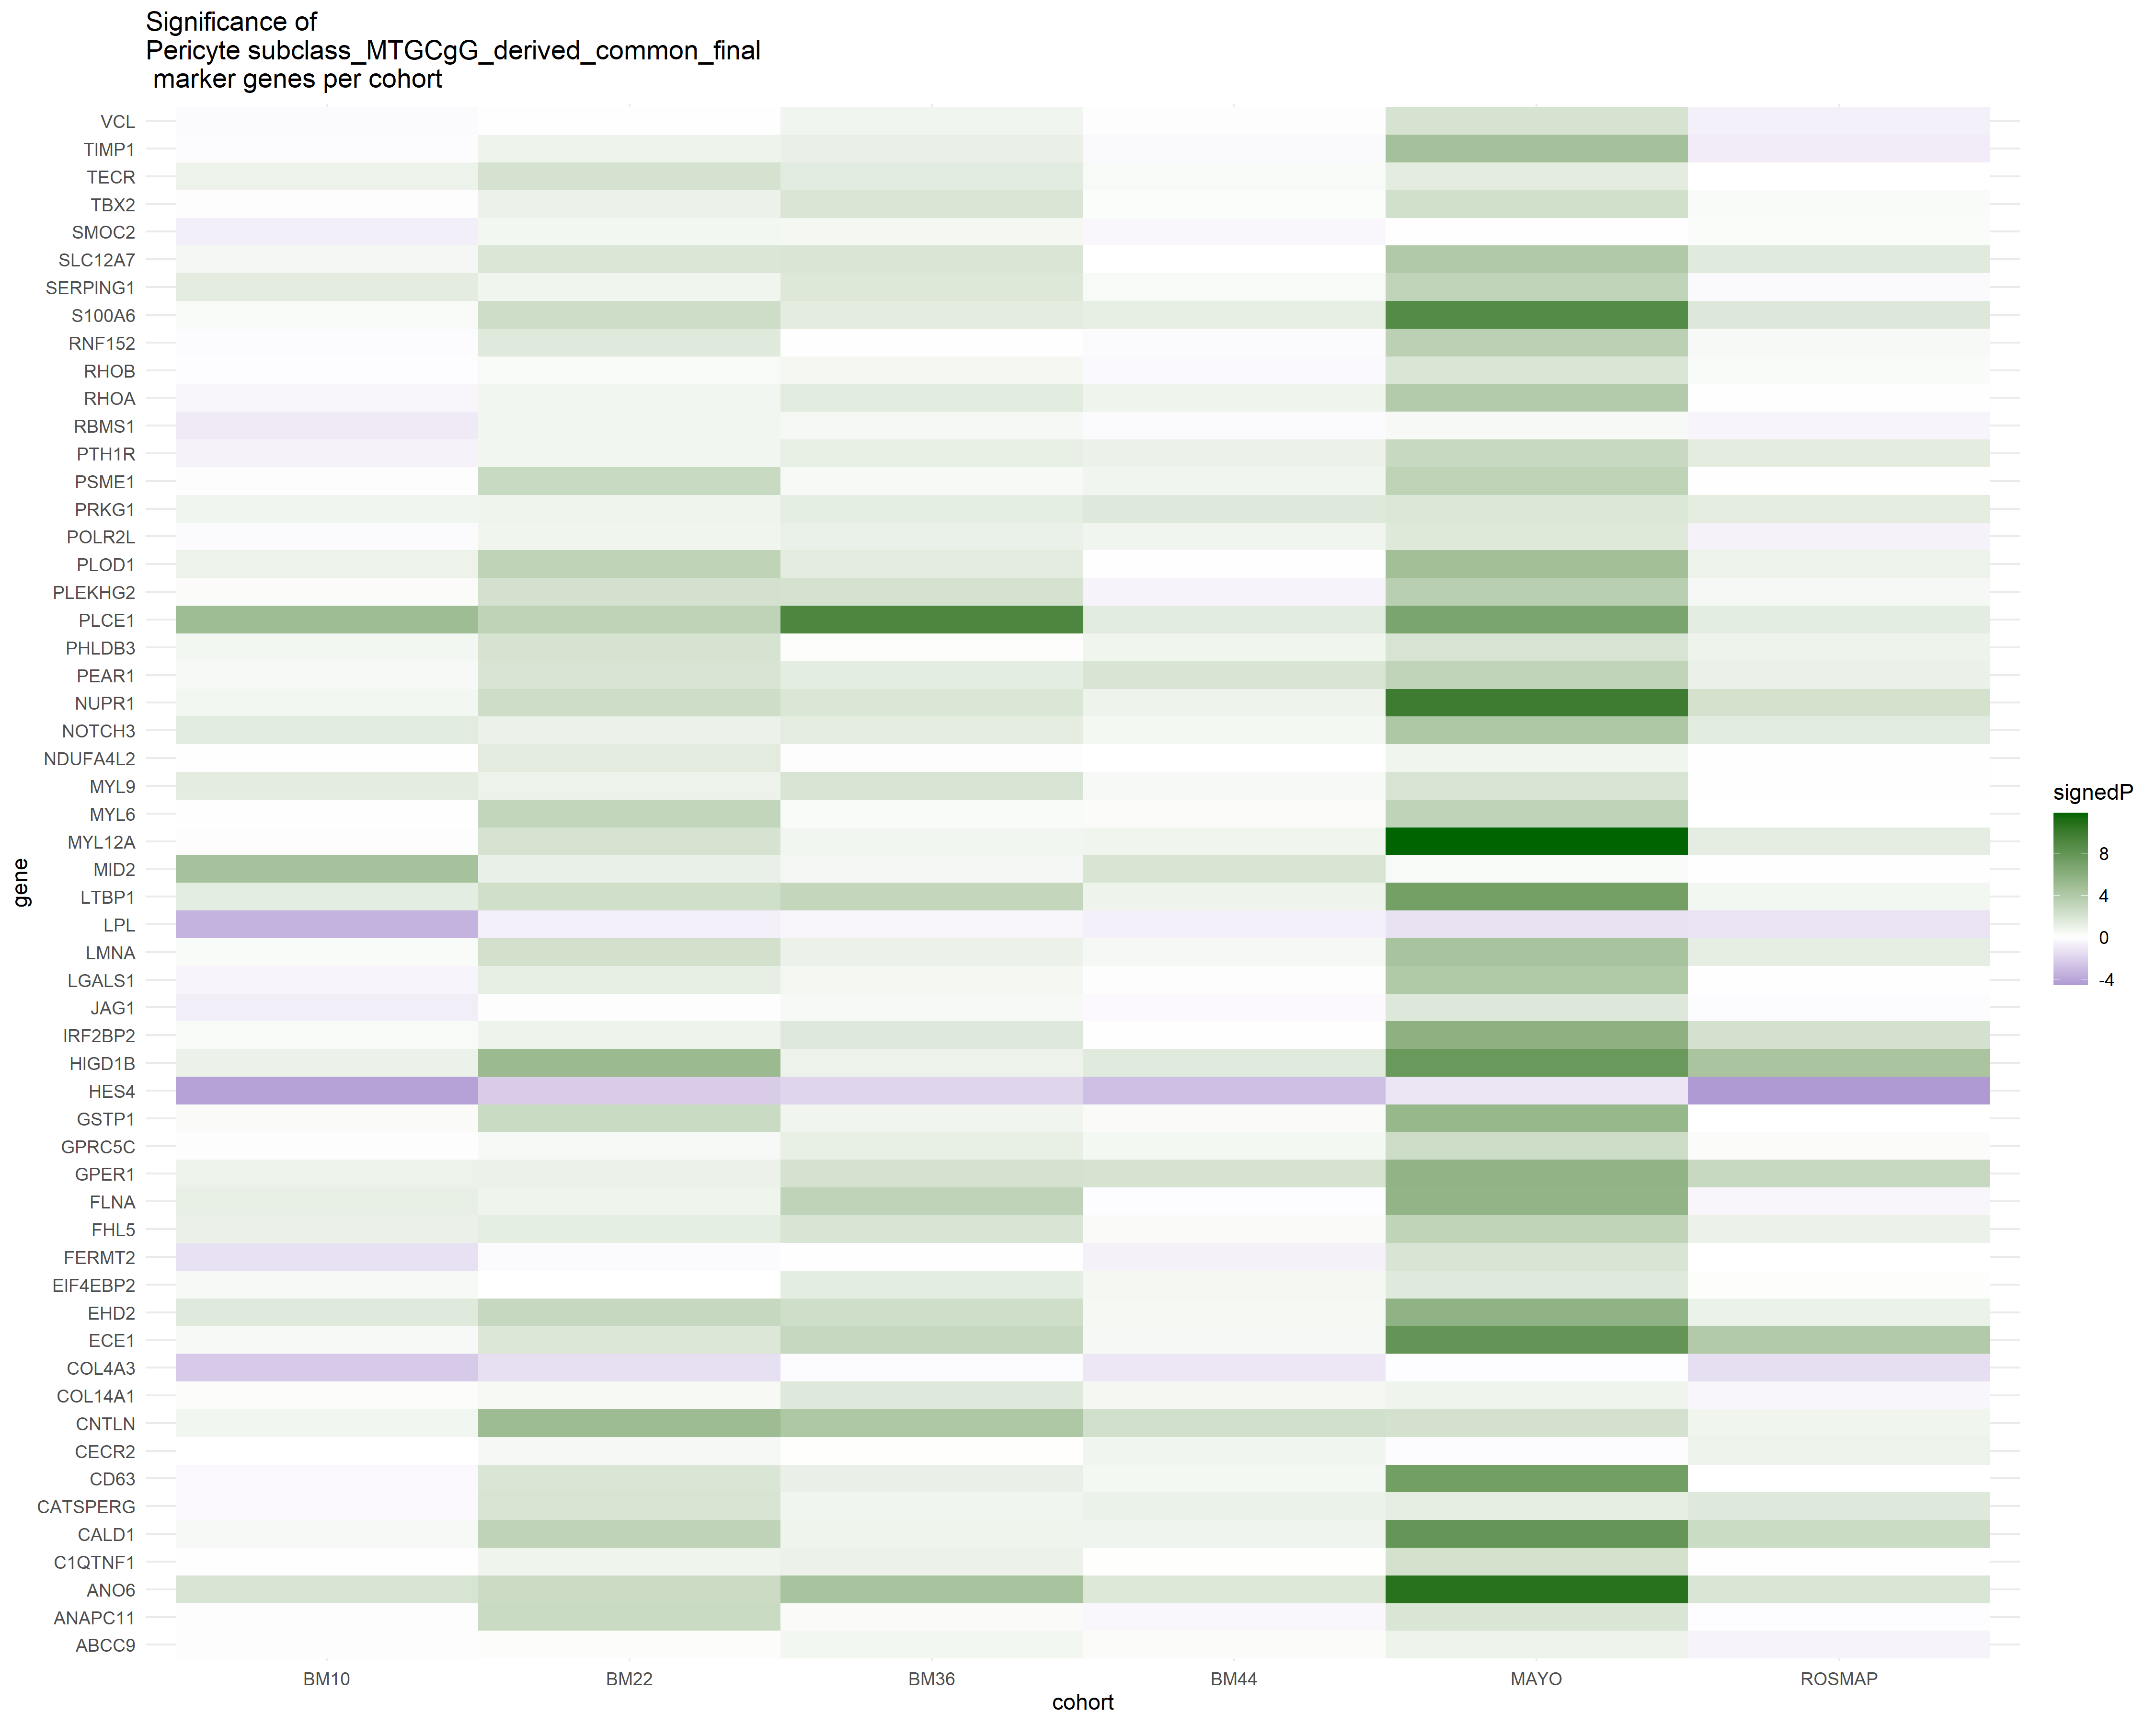 Significance of
Pericyte subclass_MTGCgG_derived_common_final
marker genes per cohort
VCL
TIMP1
TECR
TBX2
SMOC2
SLC12A7
SERPING1
S100A6
RNF152
RHOB
RHOA
RBMS1
PTH1R
PSME1
PRKG1
POLR2L
PLOD1
PLEKHG2
PLCE1
PHLDB3
PEAR1
NUPR1
NOTCH3
NDUFA4L2
MYL9
MYL6
MYL12A
MID2
LTBP1
LPL
LMNA
LGALS1
JAG1
IRF2BP2
HIGD1B
HES4
GSTP1
GPRC5C
GPER1
FLNA
FHL5
FERMT2
EIF4EBP2
EHD2
ECE1
COL4A3
COL14A1
CNTLN
CECR2
CD63
CATSPERG
CALD1
C1QTNF1
ANO6
ANAPC11
ABCC9
gene
BM10 BM22 BM36 BM44 MAYO ROSMAP
cohort
signedP
8
4
0
-4